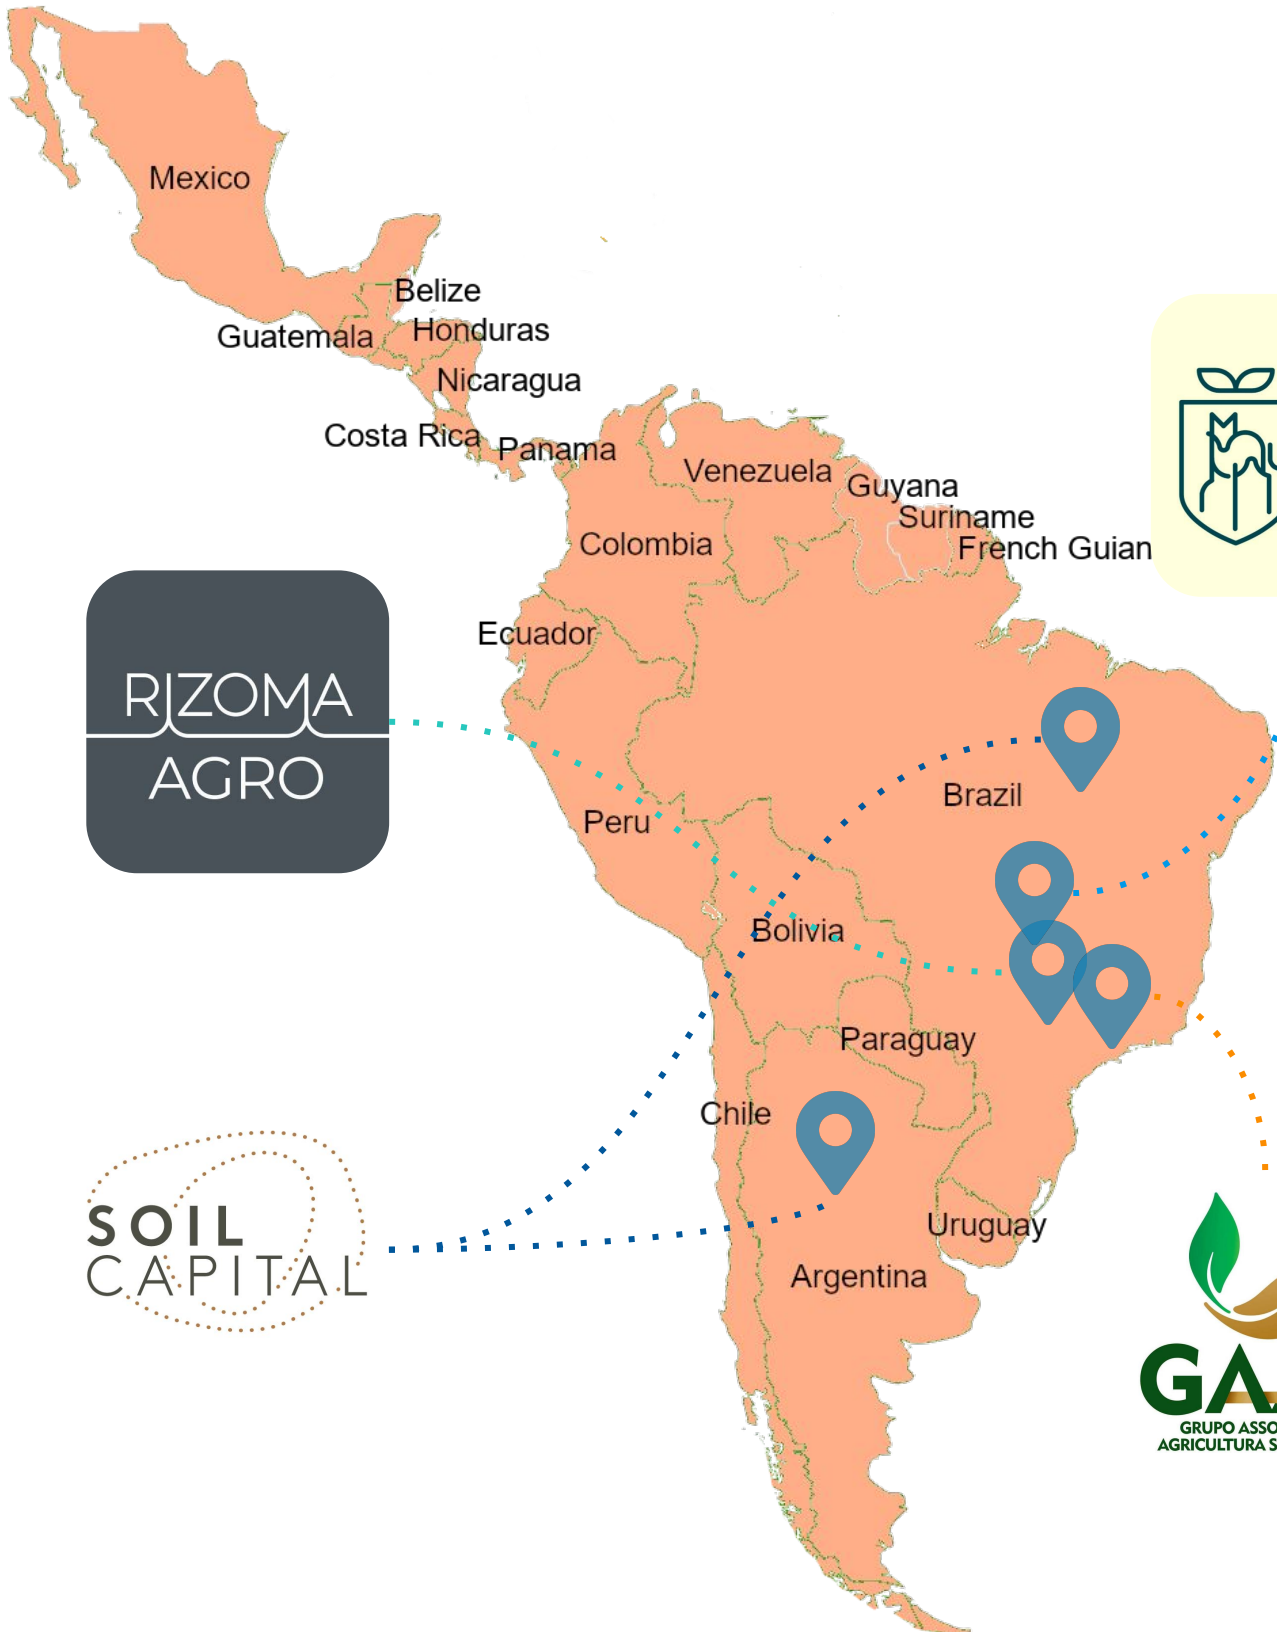 Mexico
Belize
Guatemala
Honduras
Nicaragua
Costa Rica
Panama
Venezuela
Guyana
Suriname
French Guian
Colombia
Ecuador
RIZOMA
AGRO
Brazil
Peru
Bolivia
Paraguay
Chile
SOIL
CAPITAL
Uruguay
Argentina
GA
GRUPO ASSO
AGRICULTURA S